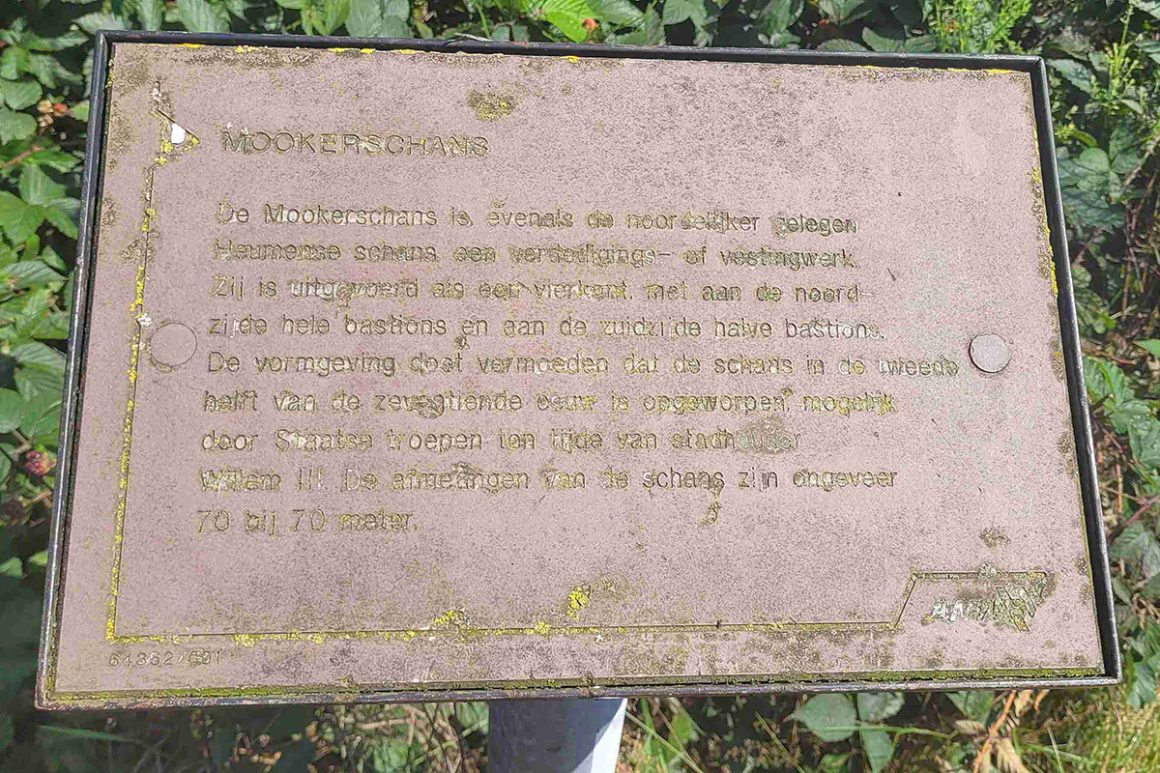 MOOKERSCHANS
De Mookerschans is, evenals de noordelijker gelegen
Heumense schans, een verdedigings- of vestingwerk.
Zij is uitgevoerd als een vierkant, met aan de noord-
zijde hele bastions en aan de zuidzijde halve bastions.
De vormgeving doet vermoeden dat de schans in de tweede
helft van de zeventiende eeuw is opgeworpen, mogelijk
door Staatse troepen ten tijde van stadhouder
Willem III. De afmetingen van de schans zijn ongeveer
70 bij 70 meter.
ANWB
64352/001